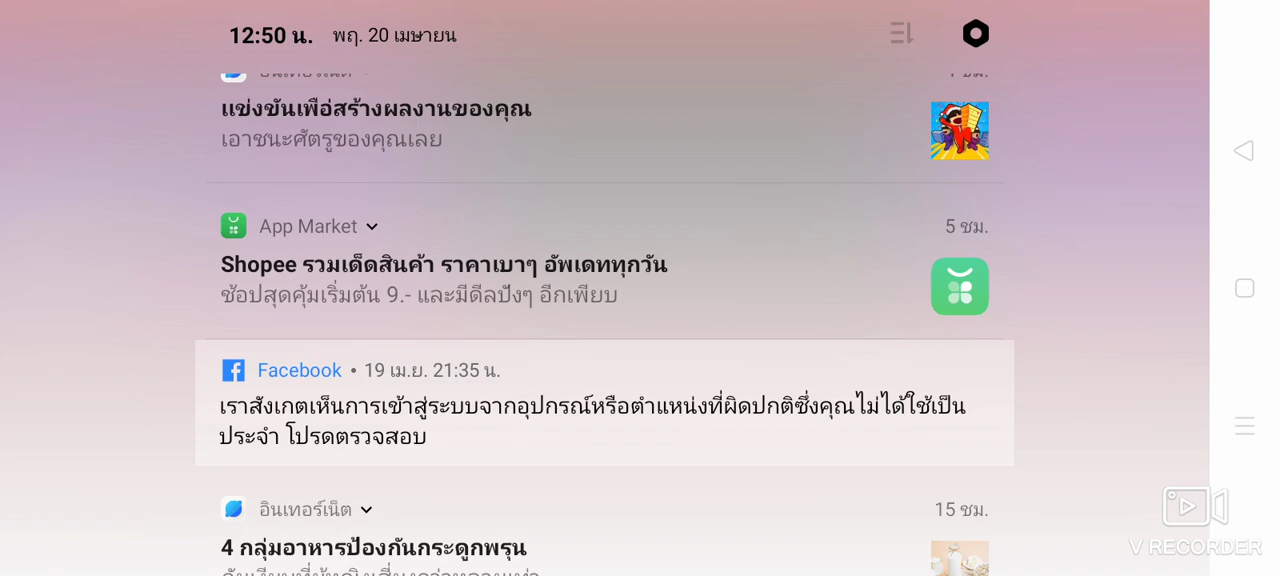 12:50 น. พฤ. 20 เมษายน
อินเทอร์เน็ต 1 ชม.
แข่งขันเพื่อสร้างผลงานของคุณ
เอาชนะศัตรูของคุณเลย
App Market 5 ชม.
Shopee รวมเด็ดสินค้า ราคาเบาๆ อัพเดททุกวัน
ช้อปสุดคุ้มเริ่มต้น 9.- และมีดีลปังๆ อีกเพียบ
Facebook • 19 เม.ย. 21:35 น.
เราสังเกตเห็นการเข้าสู่ระบบจากอุปกรณ์หรือตำแหน่งที่ผิดปกติซึ่งคุณไม่ได้ใช้เป็น
ประจำ โปรดตรวจสอบ
อินเทอร์เน็ต 15 ชม.
4 กลุ่มอาหารป้องกันกระดูกพรุน
V RECORDER